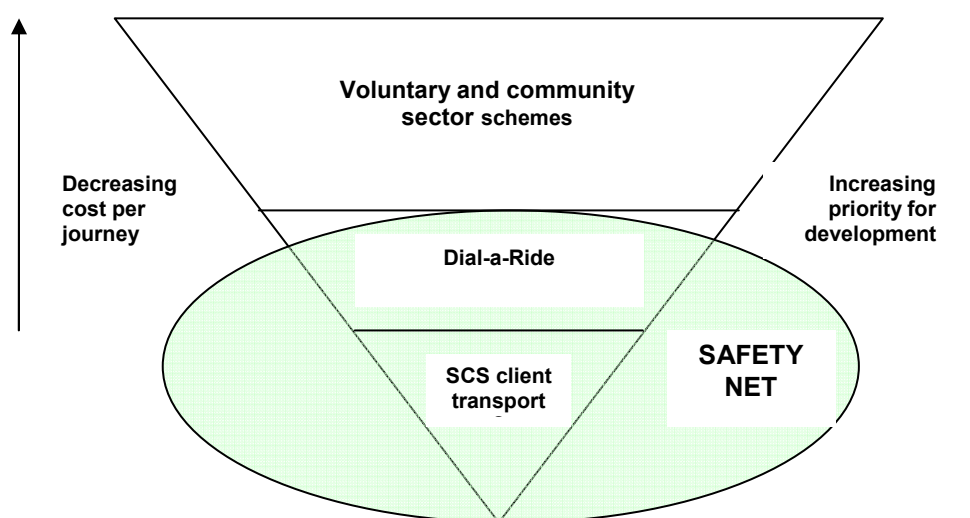 Voluntary and community
sector schemes
Decreasing
cost per
journey
Increasing
priority for
development
Dial-a-Ride
SAFETY
NET
SCS client
transport